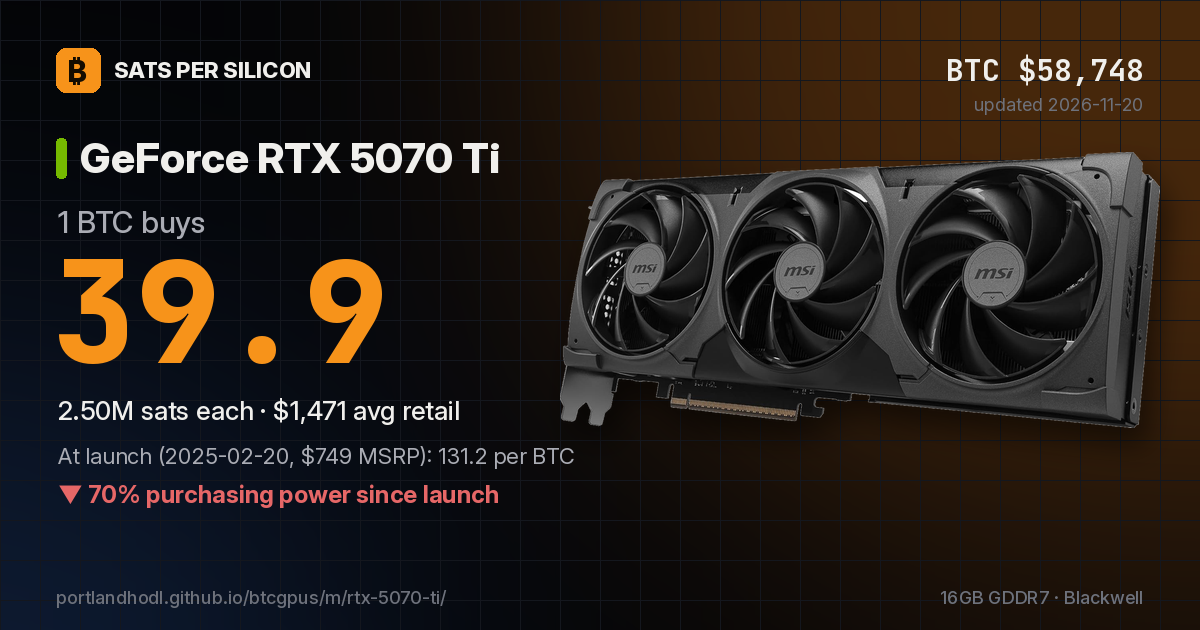 SATS PER SILICON
BTC $58,748
updated 2026-11-20
GeForce RTX 5070 Ti
1 BTC buys
39.9
2.50M sats each · $1,471 avg retail
At launch (2025-02-20, $749 MSRP): 131.2 per BTC
▼ 70% purchasing power since launch
msi
msi
msi
portlandhodl.github.io/btcgpus/m/rtx-5070-ti/
16GB GDDR7 · Blackwell